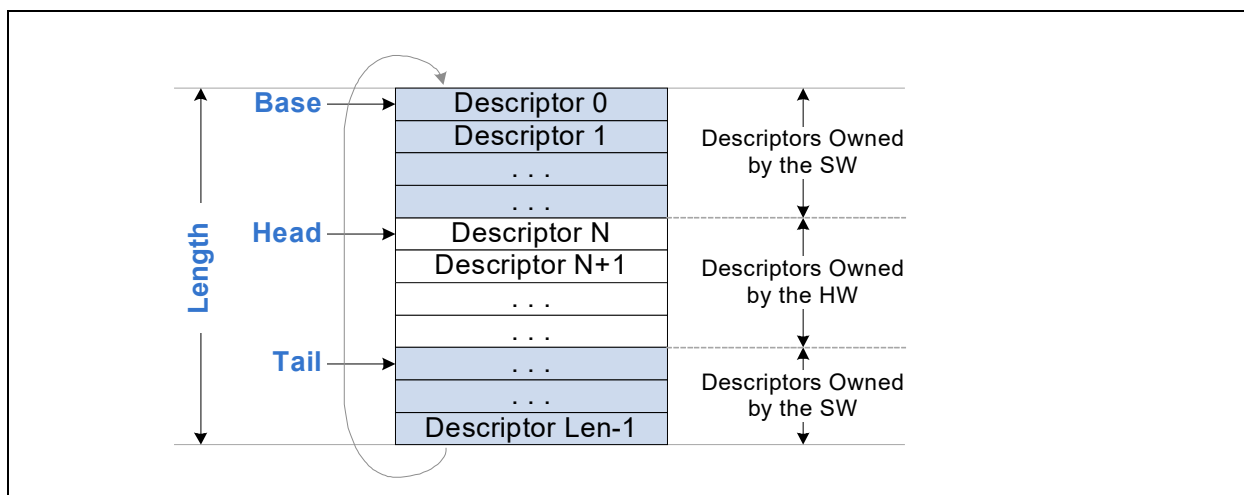 Base
Descriptor 0
Descriptor 1
. . .
. . .
Head
Descriptor N
Descriptor N+1
. . .
. . .
Tail
. . .
. . .
Descriptor Len-1
Length
Descriptors Owned
by the SW
Descriptors Owned
by the HW
Descriptors Owned
by the SW